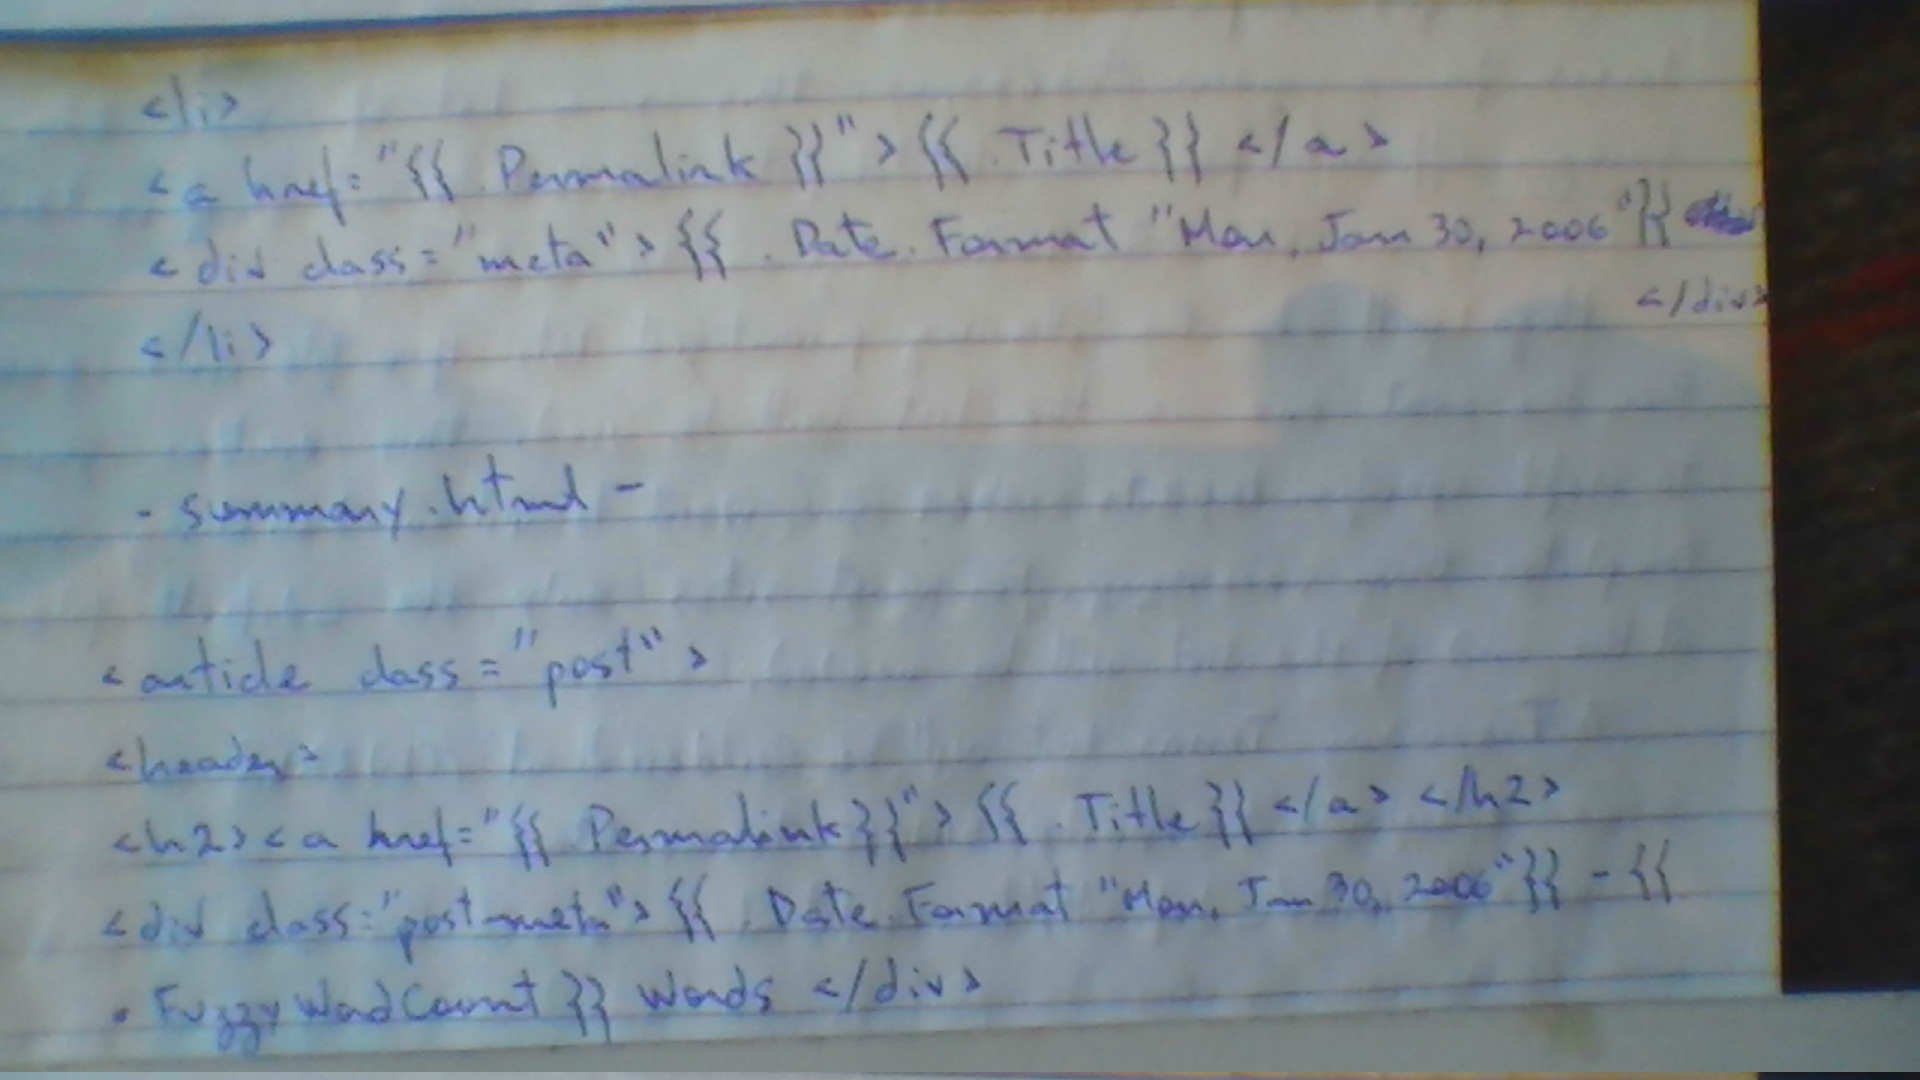 <li>
<a href="{{ .Permalink }}">{{ .Title }} </a>
<div class="meta">{{ .Date.Format "Mon, Jan 30, 2006"}}
</div>
</li>
- summary.html -
<article class="post">
<header>
<h2><a href="{{ .Permalink}}">{{ .Title}} </a> </h2>
<div class="post-meta">{{ .Date.Format "Mon, Jan 30, 2006"}} - {{
.FuzzyWordCount }} Words </div>